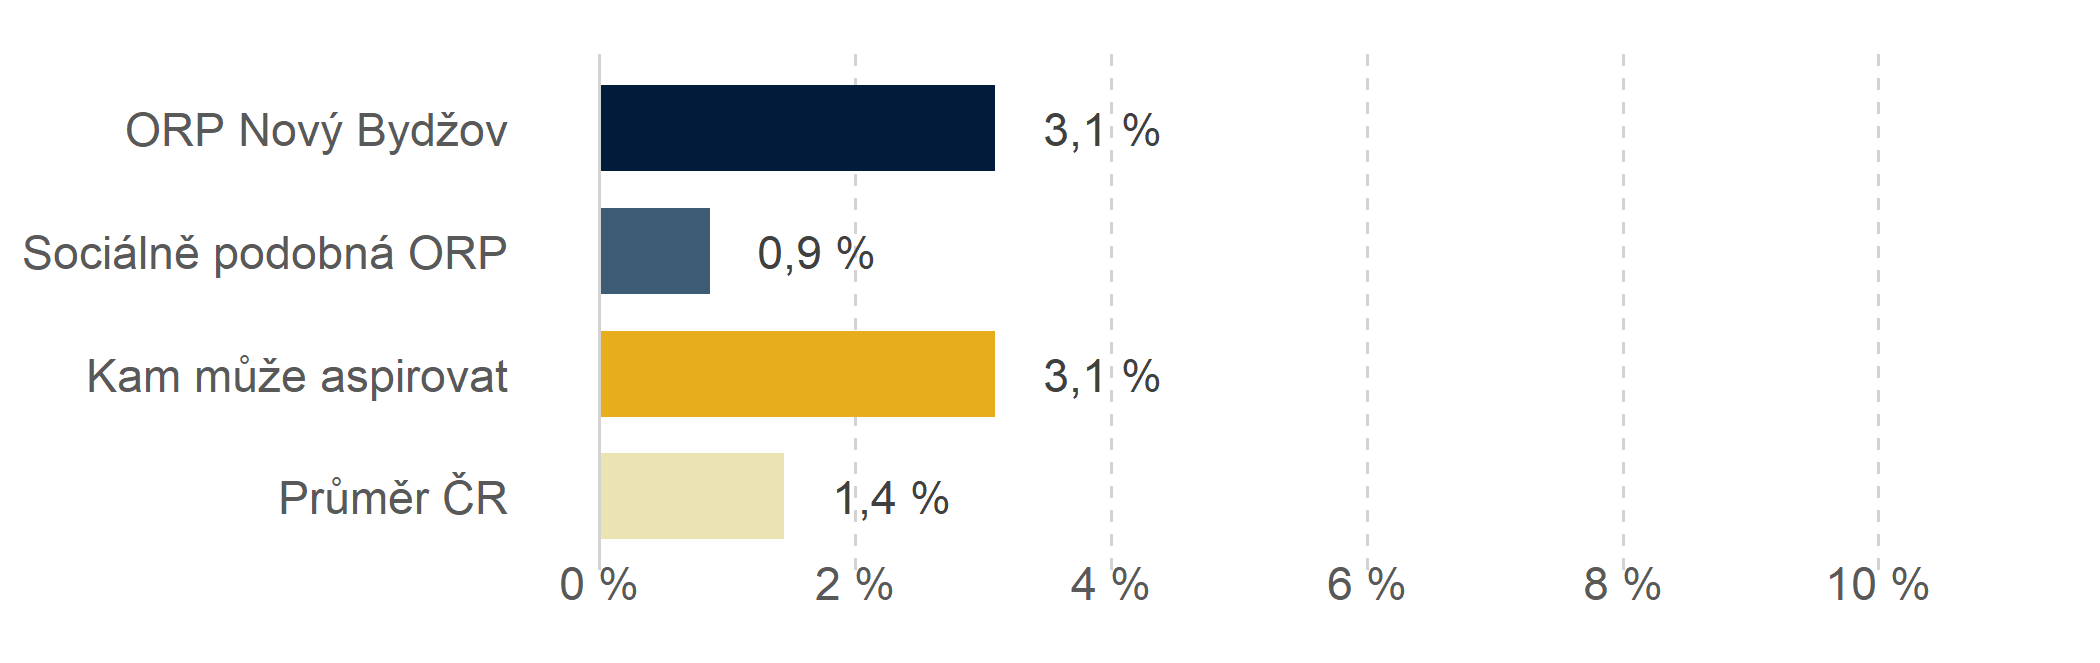 ORP Nový Bydžov 3,1 %
Sociálně podobná ORP 0,9 %
Kam může aspirovat 3,1 %
Průměr ČR 1,4 %
0 % 2 % 4 % 6 % 8 % 10 %